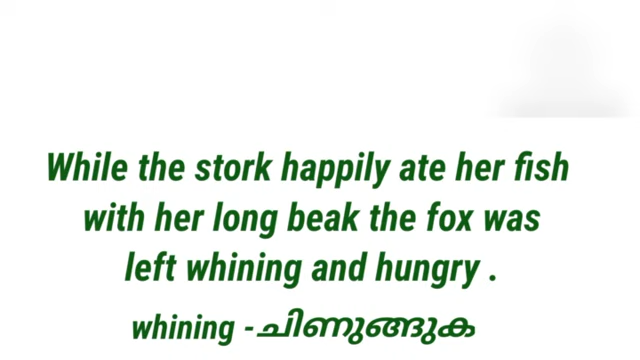 While the stork happily ate her fish
with her long beak the fox was
left whining and hungry .
whining -ചിണുങ്ങുക